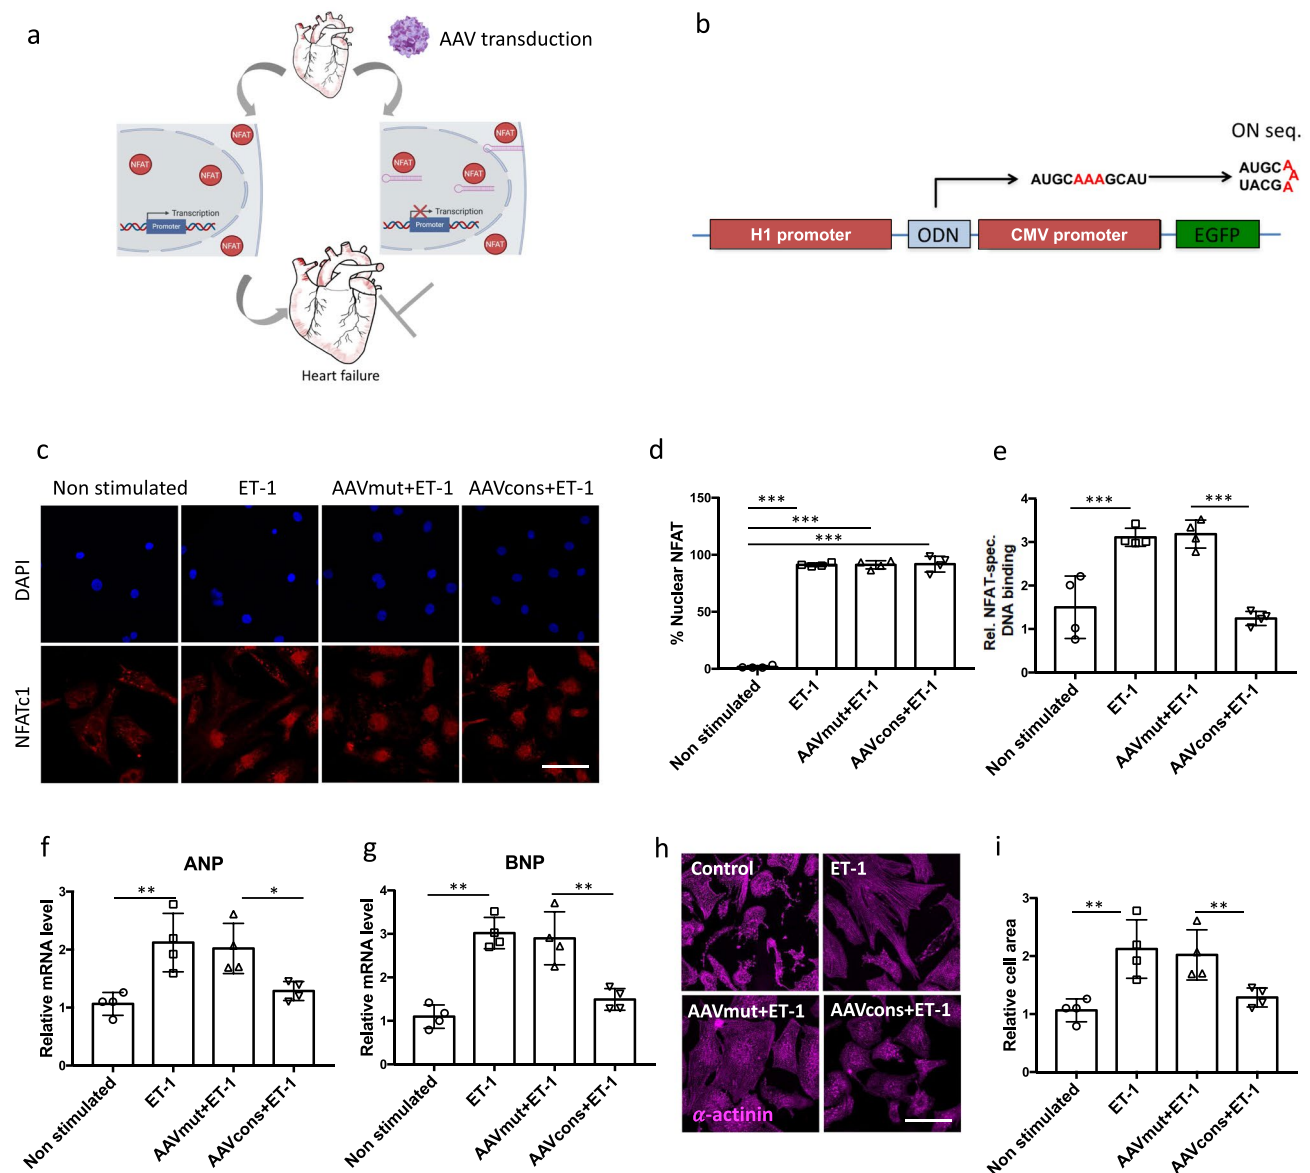 a
AAV transduction
NFAT
NFAT
NFAT
Transcription
Promoter
NFAT
NFAT
NFAT
NFAT
Transcription
Promoter
NFAT
Heart failure
b
ON seq.
AUGCAAAGCAU
AUGC A
A
UACG A
H1 promoter
ODN
CMV promoter
EGFP
c
Non stimulated
ET-1
AAVmut+ET-1
AAVcons+ET-1
DAPI
NFATc1
d
% Nuclear NFAT
150
100
50
0
***
***
***
Non stimulated
ET-1
AAVmut+ET-1
AAVcons+ET-1
e
Rel. NFAT-spec.
DNA binding
4
3
2
1
0
***
***
Non stimulated
ET-1
AAVmut+ET-1
AAVcons+ET-1
f
ANP
Relative mRNA level
3
2
1
0
**
*
Non stimulated
ET-1
AAVmut+ET-1
AAVcons+ET-1
g
BNP
Relative mRNA level
4
3
2
1
0
**
**
Non stimulated
ET-1
AAVmut+ET-1
AAVcons+ET-1
h
Control
ET-1
AAVmut+ET-1
AAVcons+ET-1
α-actinin
i
Relative cell area
3
2
1
0
**
**
Non stimulated
ET-1
AAVmut+ET-1
AAVcons+ET-1